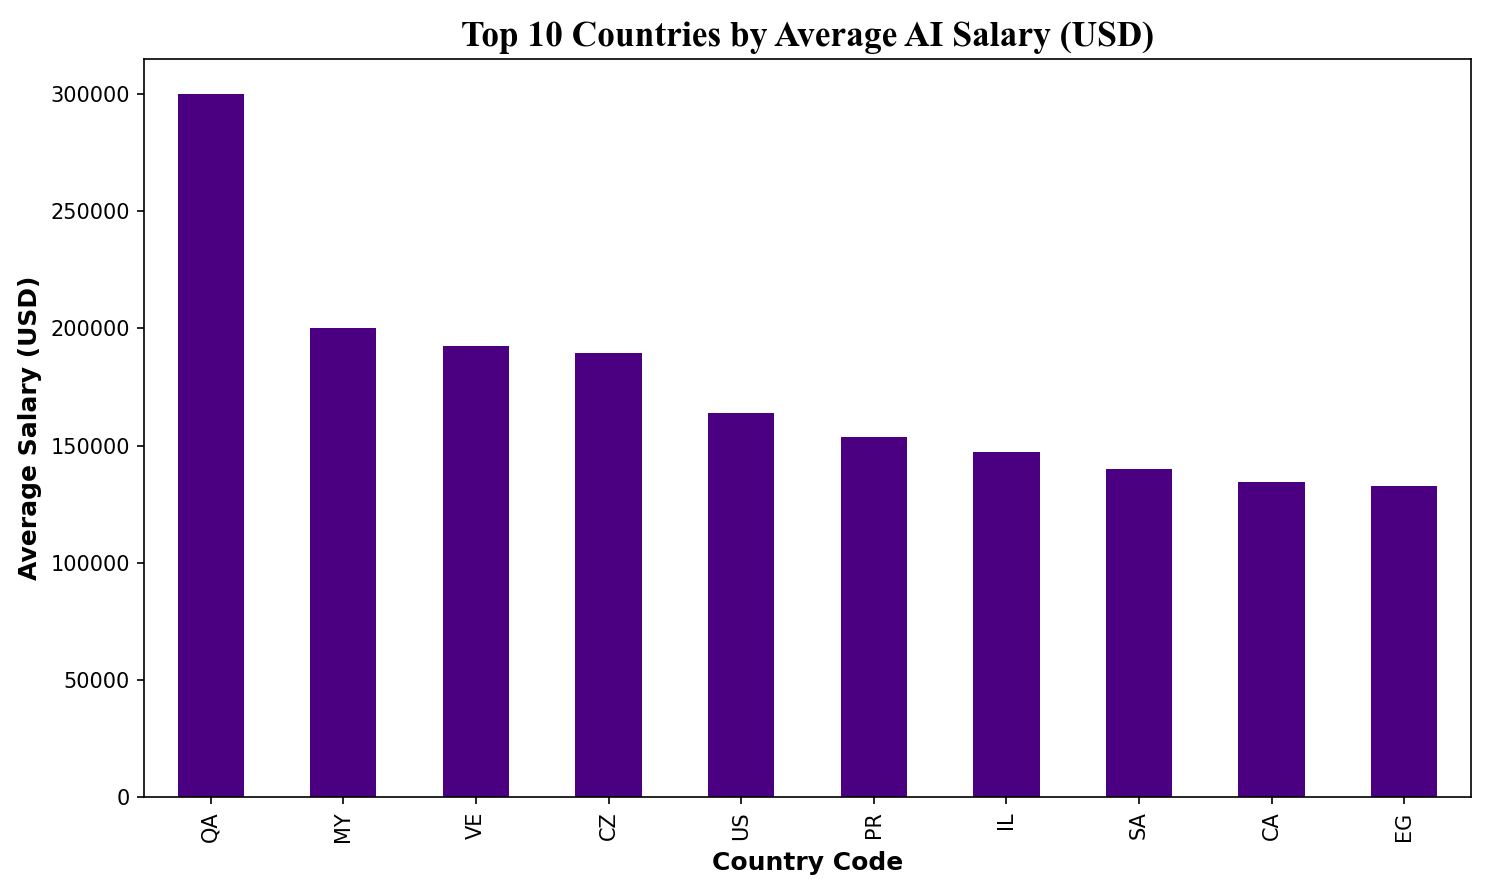 Top 10 Countries by Average AI Salary (USD)
Average Salary (USD)
300000
250000
200000
150000
100000
50000
0
QA
MY
VE
CZ
US
PR
IL
SA
CA
EG
Country Code